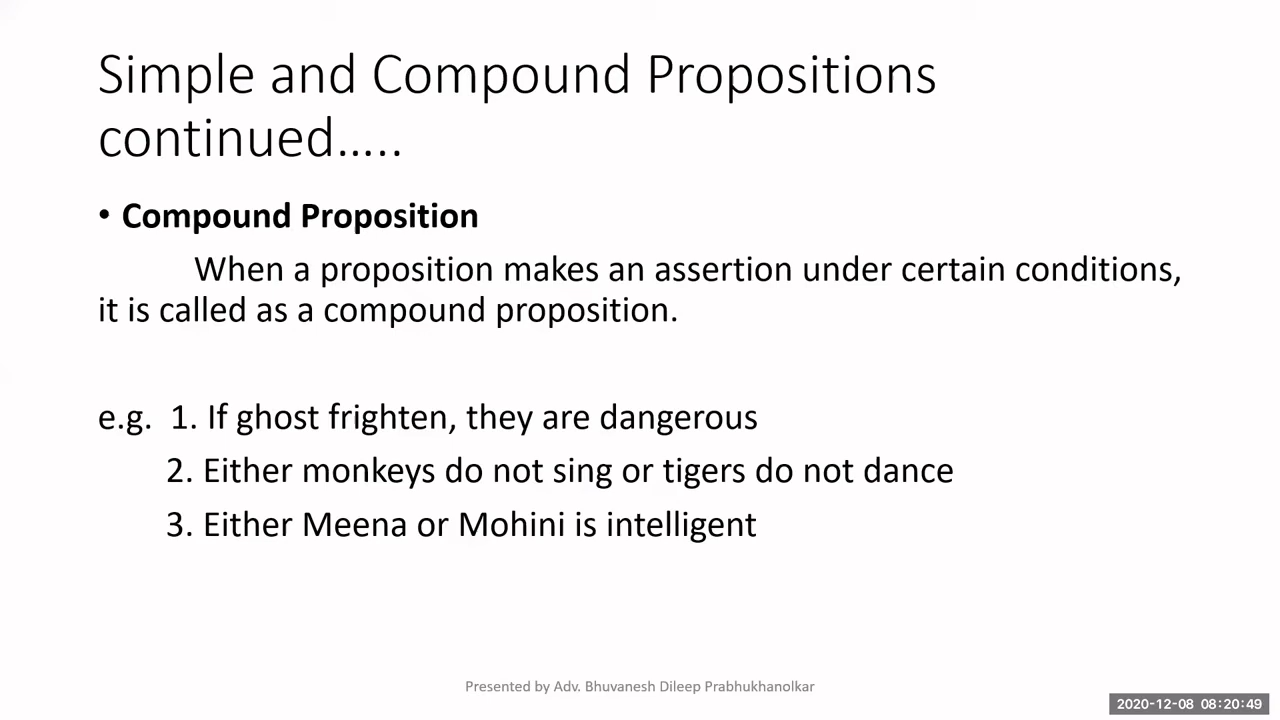 Simple and Compound Propositions
continued.....
• Compound Proposition
When a proposition makes an assertion under certain conditions,
it is called as a compound proposition.
e.g. 1. If ghost frighten, they are dangerous
2. Either monkeys do not sing or tigers do not dance
3. Either Meena or Mohini is intelligent
Presented by Adv. Bhuvanesh Dileep Prabhukhanolkar
2020-12-08 08:20:49